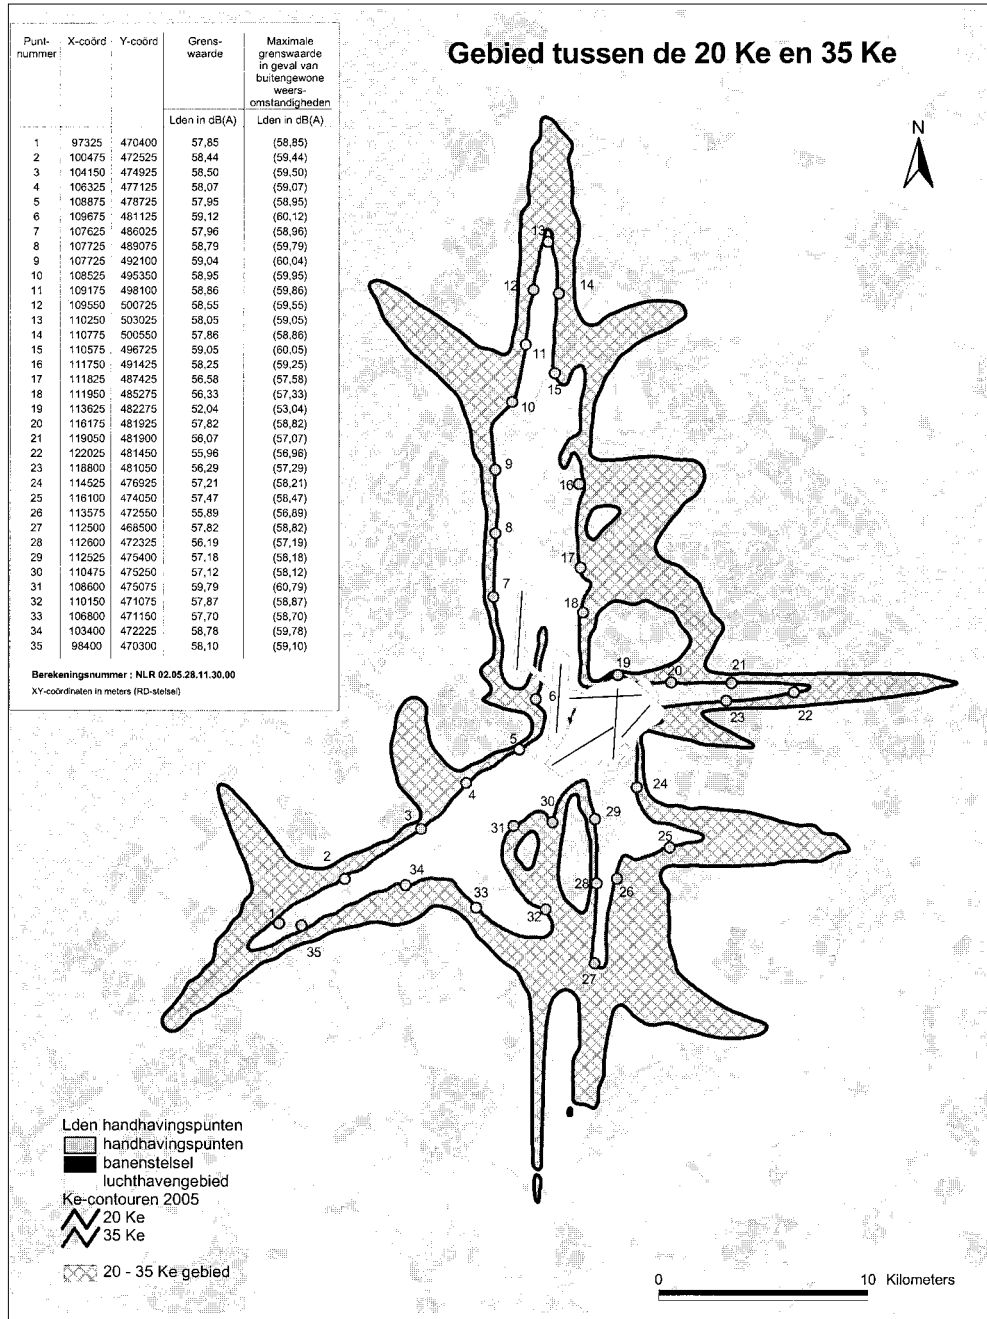 Gebied tussen de 20 Ke en 35 Ke
Punt-nummer X-coörd Y-coörd Grens-waarde Maximale grenswaarde in geval van buitengewone weers-omstandigheden
Lden in dB(A) Lden in dB(A)
1 97325 470400 57,85 (58,85)
2 100475 472525 58,44 (59,44)
3 104150 474925 58,50 (59,50)
4 106325 477125 58,07 (59,07)
5 108875 478725 57,95 (58,95)
6 109675 481125 59,12 (60,12)
7 107625 486025 57,96 (58,96)
8 107725 489075 58,79 (59,79)
9 107725 492100 59,04 (60,04)
10 108525 495350 58,95 (59,95)
11 109175 498100 58,86 (59,86)
12 109550 500725 58,55 (59,55)
13 110250 503025 58,05 (59,05)
14 110775 500550 57,86 (58,86)
15 110575 496725 59,05 (60,05)
16 111750 491425 58,25 (59,25)
17 111825 487425 56,58 (57,58)
18 111950 485275 56,33 (57,33)
19 113625 482275 52,04 (53,04)
20 116175 481925 57,82 (58,82)
21 119050 481900 56,07 (57,07)
22 122025 481450 55,96 (56,96)
23 118800 481050 56,29 (57,29)
24 114525 476925 57,21 (58,21)
25 116100 474050 57,47 (58,47)
26 113575 472550 55,89 (56,89)
27 112500 468500 57,82 (58,82)
28 112600 472325 56,19 (57,19)
29 112525 475400 57,18 (58,18)
30 110475 475250 57,12 (58,12)
31 108600 475075 59,79 (60,79)
32 110150 471075 57,87 (58,87)
33 106800 471150 57,70 (58,70)
34 103400 472225 58,78 (59,78)
35 98400 470300 58,10 (59,10)
Berekeningsnummer : NLR 02.05.28.11.30.00
XY-coördinaten in meters (RD-stelsel)
N
13
12
14
11
15
10
9
16
8
17
7
18
19
20
21
6
23
22
5
4
24
3
31
30
29
25
2
34
28
26
33
32
1
35
27
Lden handhavingspunten
handhavingspunten
banenstelsel
luchthavengebied
Ke-contouren 2005
20 Ke
35 Ke
20 - 35 Ke gebied
0 10 Kilometers